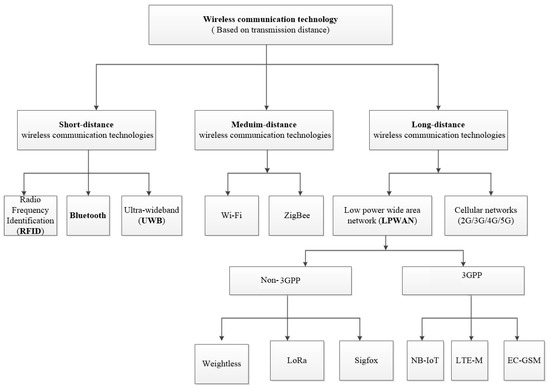 Wireless communication technology
( Based on transmission distance)
Short-distance
wireless communication technologies
Meduim-distance
wireless communication technologies
Long-distance
wireless communication technologies
Radio
Frequency
Identification
(RFID)
Bluetooth
Ultra-wideband
(UWB)
Wi-Fi
ZigBee
Low power wide area
network (LPWAN)
Cellular networks
(2G/3G/4G/5G)
Non-3GPP
3GPP
Weightless
LoRa
Sigfox
NB-IoT
LTE-M
EC-GSM